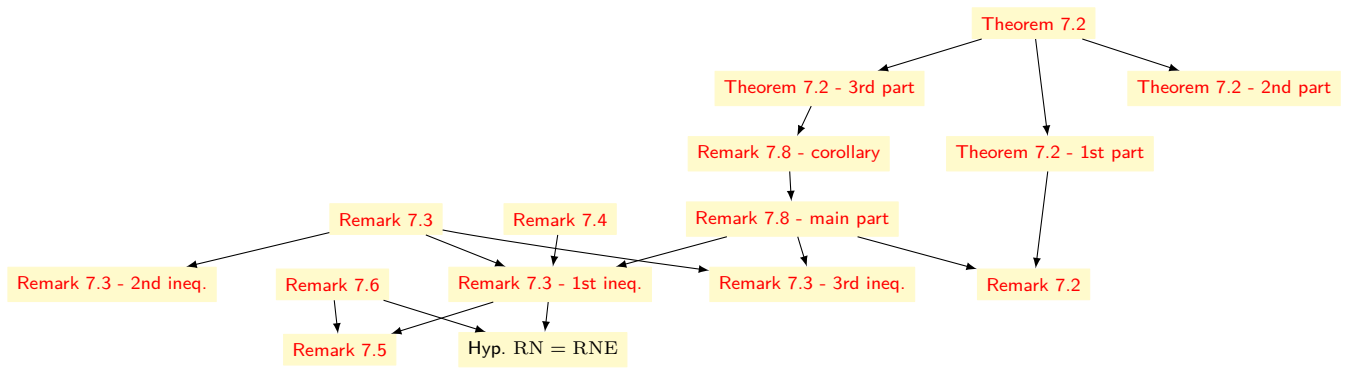 Theorem 7.2
Theorem 7.2 - 3rd part
Theorem 7.2 - 2nd part
Remark 7.8 - corollary
Theorem 7.2 - 1st part
Remark 7.3
Remark 7.4
Remark 7.8 - main part
Remark 7.3 - 2nd ineq.
Remark 7.6
Remark 7.3 - 1st ineq.
Remark 7.3 - 3rd ineq.
Remark 7.2
Remark 7.5
Hyp. RN = RNE